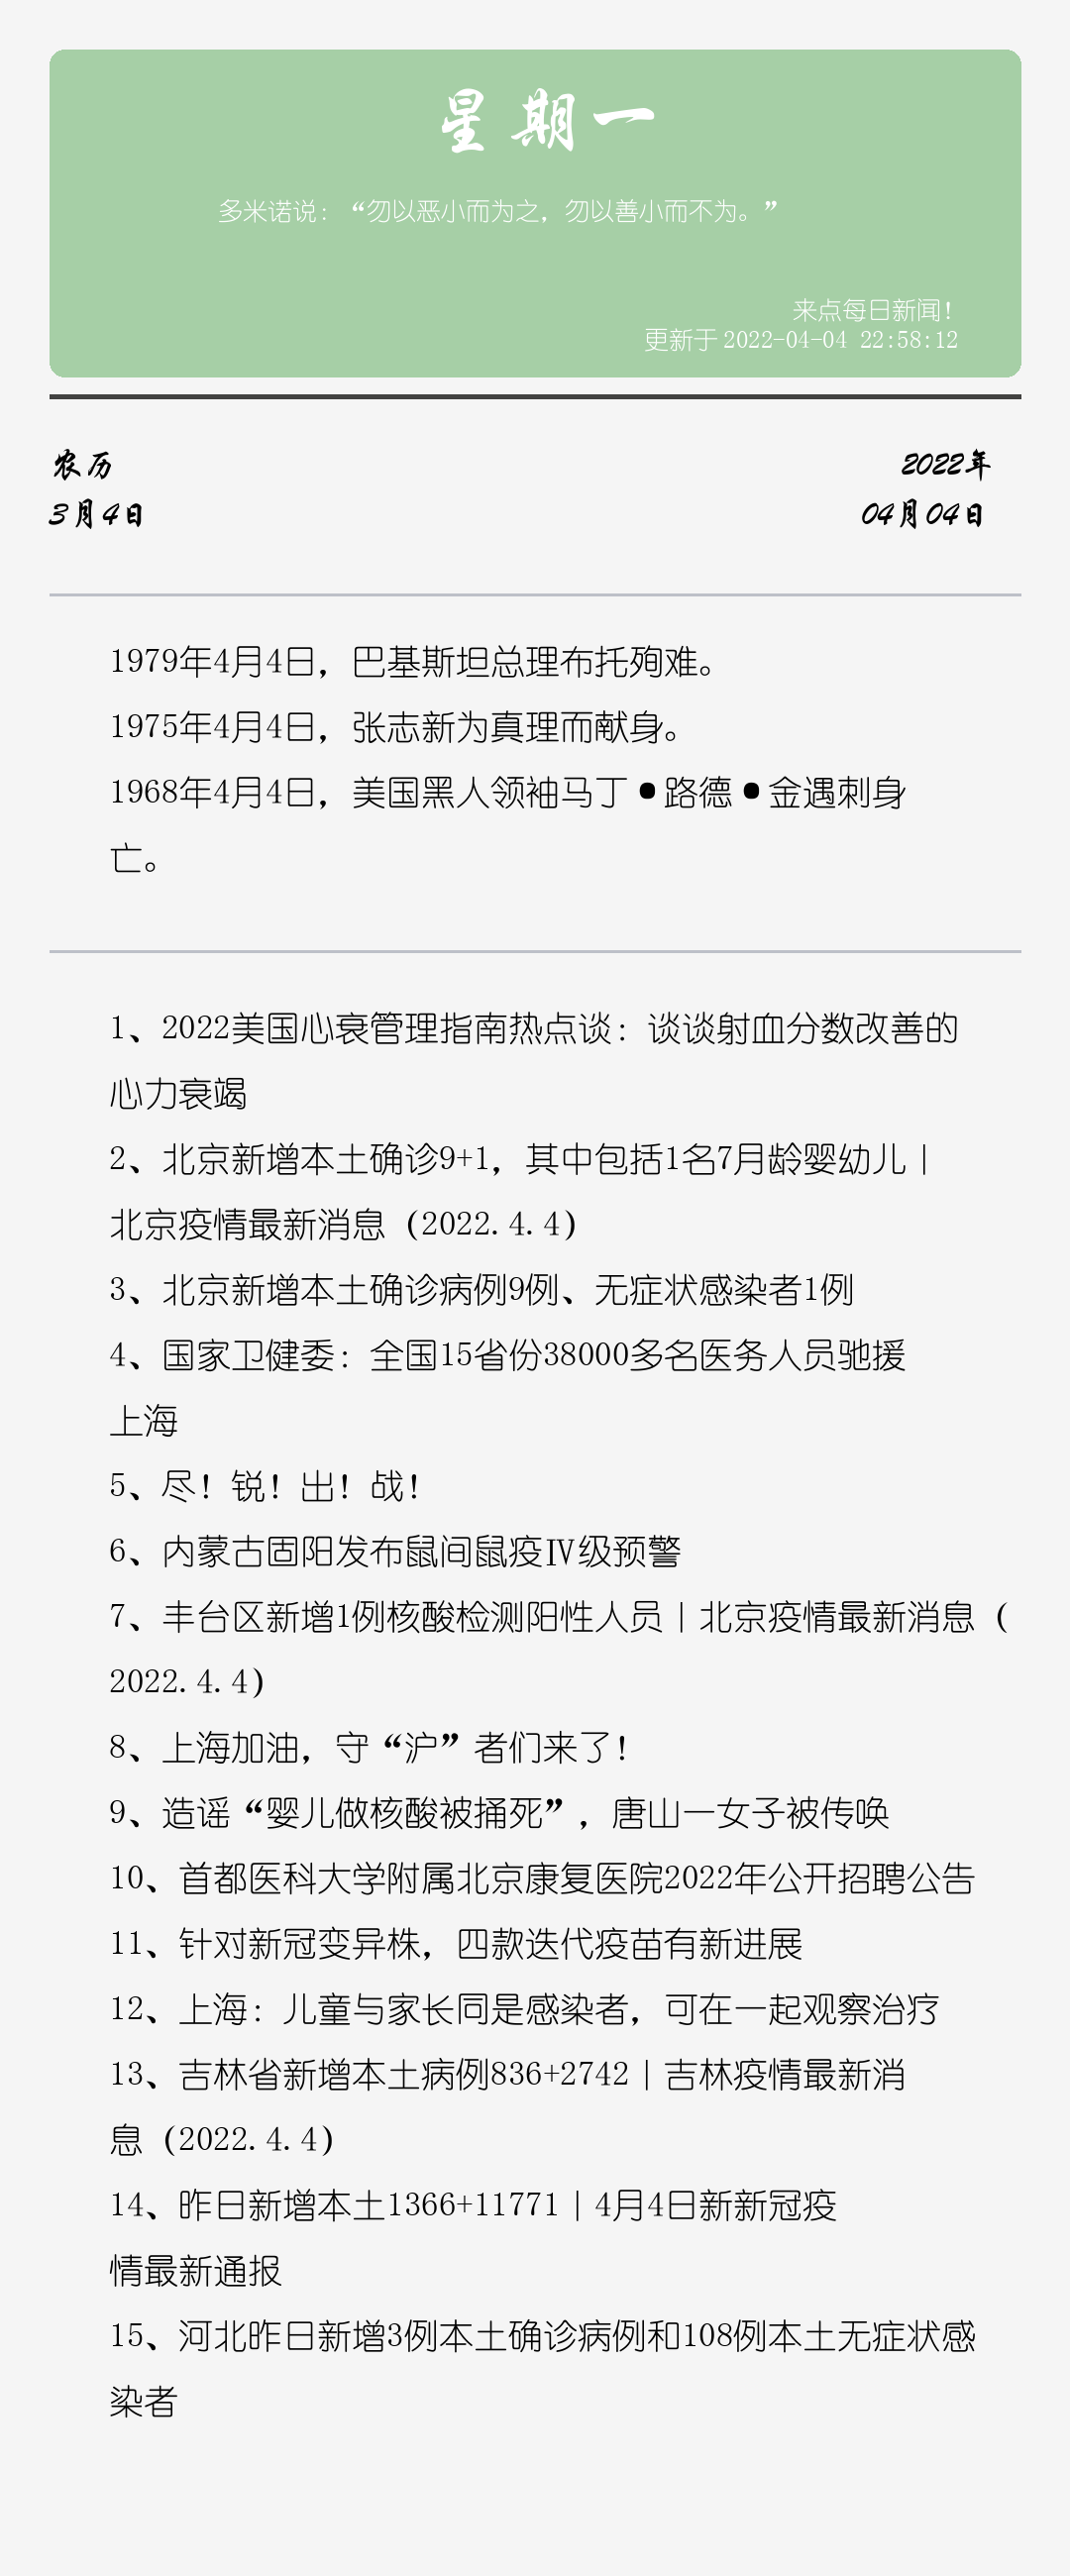 星期一
多米诺说：“勿以恶小而为之，勿以善小而不为。”
来点每日新闻！
更新于 2022-04-04 22:58:12
农历
2022年
3月4日
04月04日
1979年4月4日，巴基斯坦总理布托殉难。
1975年4月4日，张志新为真理而献身。
1968年4月4日，美国黑人领袖马丁•路德•金遇刺身
亡。
1、2022美国心衰管理指南热点谈：谈谈射血分数改善的
心力衰竭
2、北京新增本土确诊9+1，其中包括1名7月龄婴幼儿｜
北京疫情最新消息（2022.4.4）
3、北京新增本土确诊病例9例、无症状感染者1例
4、国家卫健委：全国15省份38000多名医务人员驰援
上海
5、尽！锐！出！战！
6、内蒙古固阳发布鼠间鼠疫Ⅳ级预警
7、丰台区新增1例核酸检测阳性人员｜北京疫情最新消息（
2022.4.4）
8、上海加油，守“沪”者们来了！
9、造谣“婴儿做核酸被捅死”，唐山一女子被传唤
10、首都医科大学附属北京康复医院2022年公开招聘公告
11、针对新冠变异株，四款迭代疫苗有新进展
12、上海：儿童与家长同是感染者，可在一起观察治疗
13、吉林省新增本土病例836+2742｜吉林疫情最新消
息（2022.4.4）
14、昨日新增本土1366+11771｜4月4日新新冠疫
情最新通报
15、河北昨日新增3例本土确诊病例和108例本土无症状感
染者